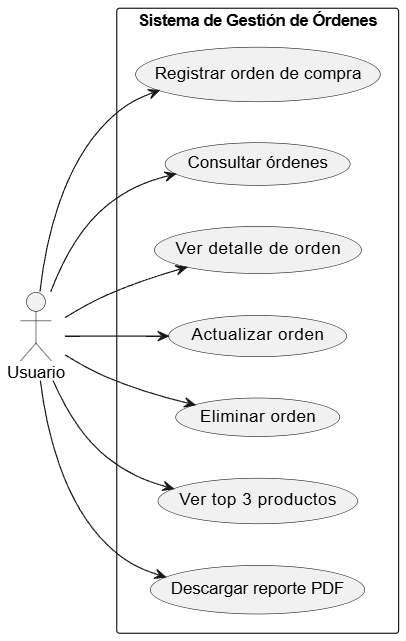 Sistema de Gestión de Órdenes
Registrar orden de compra
Consultar órdenes
Ver detalle de orden
Actualizar orden
Usuario
Eliminar orden
Ver top 3 productos
Descargar reporte PDF